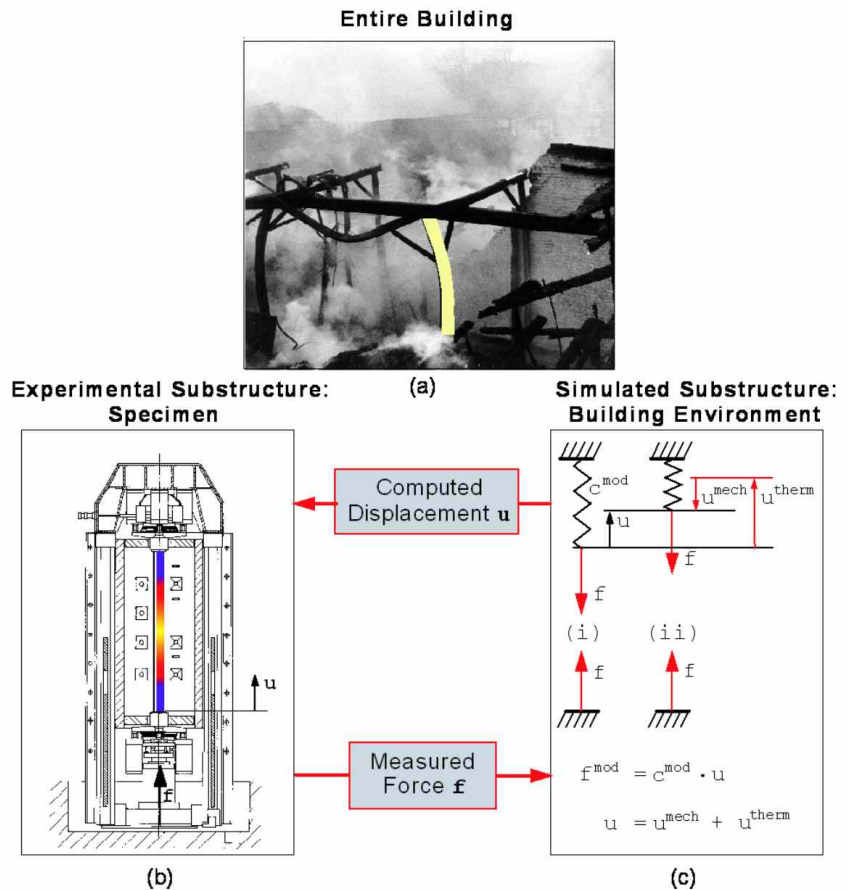 Entire Building
(a)
Experimental Substructure:
Specimen
Simulated Substructure:
Building Environment
Computed
Displacement u
u
f
Measured
Force f
c^mod
u
u^mech
u^therm
f
f
(i)
(ii)
f
f
f^mod = c^mod · u
u = u^mech + u^therm
(b)
(c)